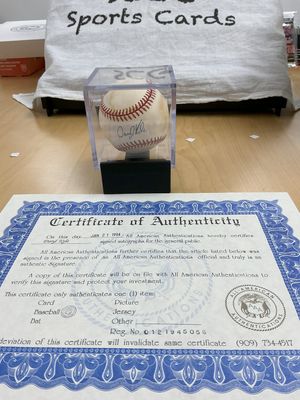 Sports Cards
SCC
Certificate of Authenticity
On this day JAN 21 1994, All American Authentications hereby certifies
signed autographs for the general public.
All American Authentications further certifies that the article listed below was
signed in the presence of an All American Authentications official and truly is an
authentic Signature.
A copy of this certificate will be on file with All American Authentications to
verify this signature and protect your investment.
This certificate only authenticates one (1) item:
Card Picture
Baseball Jersey
Bat Other
Reg. No. 0121945056
ALL-AMERICAN
AUTHENTICATIONS
deviation of this certificate will invalidate same certificate (909) 734-4517